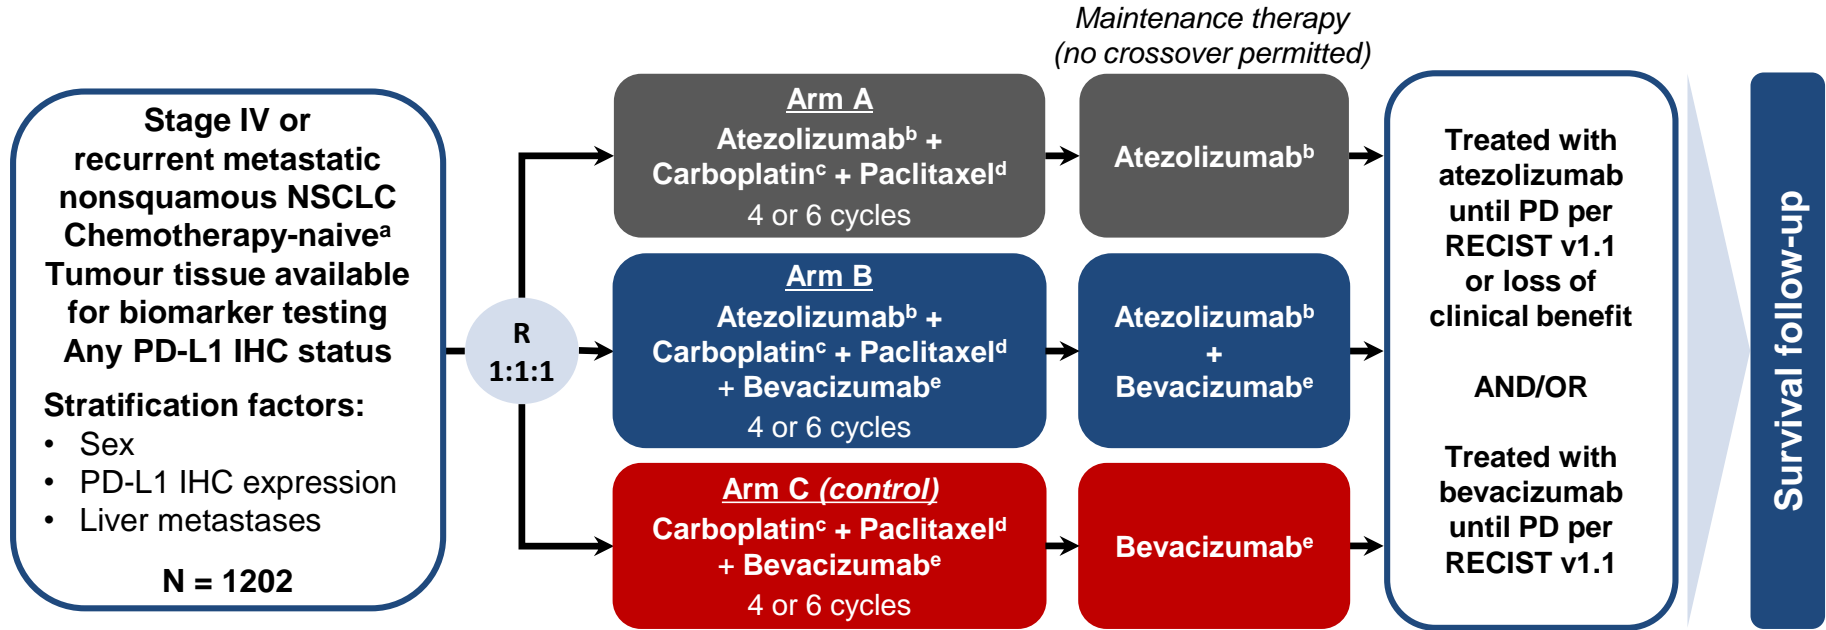 Maintenance therapy
(no crossover permitted)
Stage IV or
recurrent metastatic
nonsquamous NSCLC
Chemotherapy-naiveᵃ
Tumour tissue available
for biomarker testing
Any PD-L1 IHC status
Stratification factors:
• Sex
• PD-L1 IHC expression
• Liver metastases
N = 1202
R
1:1:1
Arm A
Atezolizumabᵇ +
Carboplatinᶜ + Paclitaxelᵈ
4 or 6 cycles
Atezolizumabᵇ
Arm B
Atezolizumabᵇ +
Carboplatinᶜ + Paclitaxelᵈ
+ Bevacizumabᵉ
4 or 6 cycles
Atezolizumabᵇ
+
Bevacizumabᵉ
Arm C (control)
Carboplatinᶜ + Paclitaxelᵈ
+ Bevacizumabᵉ
4 or 6 cycles
Bevacizumabᵉ
Treated with
atezolizumab
until PD per
RECIST v1.1
or loss of
clinical benefit
AND/OR
Treated with
bevacizumab
until PD per
RECIST v1.1
Survival follow-up